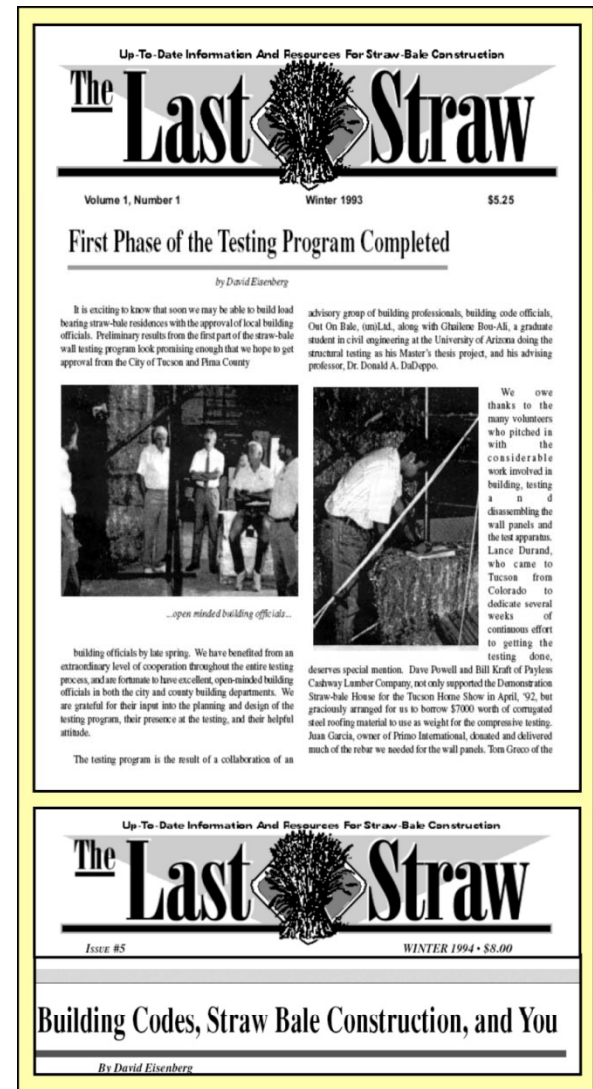 Up-To-Date Information And Resources For Straw-Bale Construction
The Last Straw
Volume 1, Number 1 Winter 1993 $5.25
First Phase of the Testing Program Completed
by David Eisenberg
It is exciting to know that soon we may be able to build load
bearing straw-bale residences with the approval of local building
officials. Preliminary results from the first part of the straw-bale
wall testing program look promising enough that we hope to get
approval from the City of Tucson and Pima County
...open minded building officials...
building officials by late spring. We have benefited from an
extraordinary level of cooperation throughout the entire testing
process, and are fortunate to have excellent, open-minded building
officials in both the city and county building departments. We
are grateful for their input into the planning and design of the
testing program, their presence at the testing, and their helpful
attitude.
The testing program is the result of a collaboration of an
advisory group of building professionals, building code officials,
Out On Bale, (un)Ltd., along with Ghailene Bou-Ali, a graduate
student in civil engineering at the University of Arizona doing the
structural testing as his Master's thesis project, and his advising
professor, Dr. Donald A. DaDeppo.
We owe
thanks to the
many volunteers
who pitched in
with the
considerable
work involved in
building, testing
a n d
disassembling the
wall panels and
the test apparatus.
Lance Durand,
who came to
Tucson from
Colorado to
dedicate several
weeks of
continuous effort
to getting the
testing done,
deserves special mention. Dave Powell and Bill Kraft of Payless
Cashway Lumber Company, not only supported the Demonstration
Straw-bale House for the Tucson Home Show in April, '92, but
graciously arranged for us to borrow $7000 worth of corrugated
steel roofing material to use as weight for the compressive testing.
Juan Garcia, owner of Primo International, donated and delivered
much of the rebar we needed for the wall panels. Tom Greco of the
Up-To-Date Information And Resources For Straw-Bale Construction
The Last Straw
ISSUE #5 WINTER 1994 • $8.00
Building Codes, Straw Bale Construction, and You
By David Eisenberg